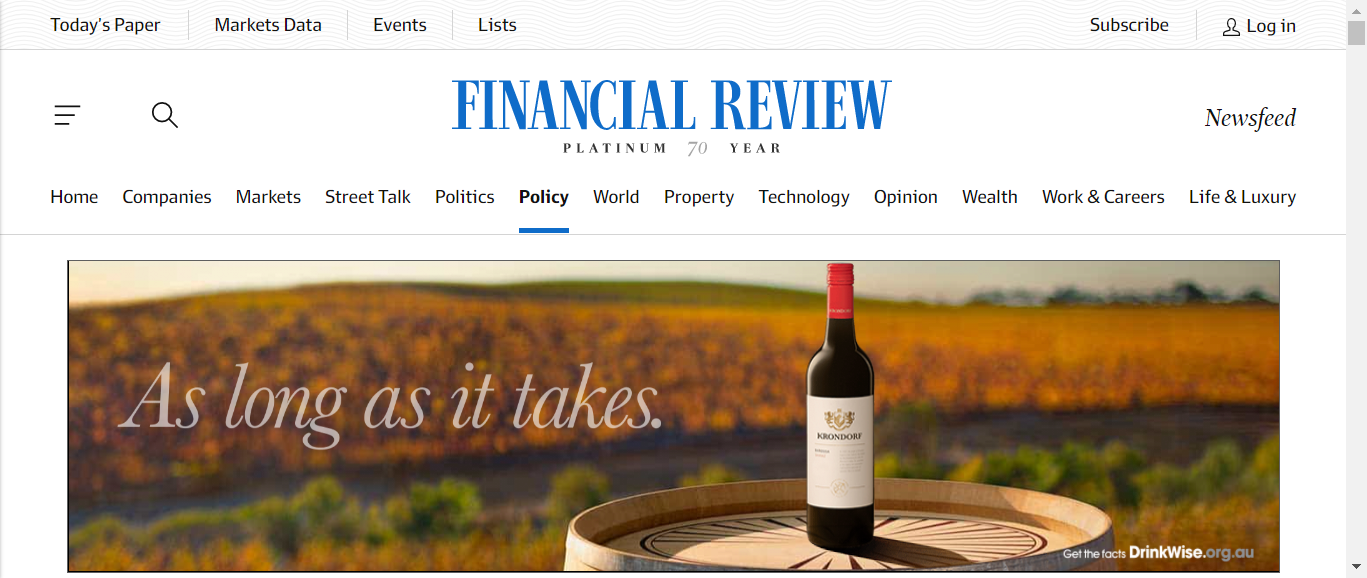 Today's Paper Markets Data Events Lists Subscribe Log in
FINANCIAL REVIEW
PLATINUM 70 YEAR
Newsfeed
Home Companies Markets Street Talk Politics Policy World Property Technology Opinion Wealth Work & Careers Life & Luxury
As long as it takes.
KRONDORF
Get the facts DrinkWise.org.au